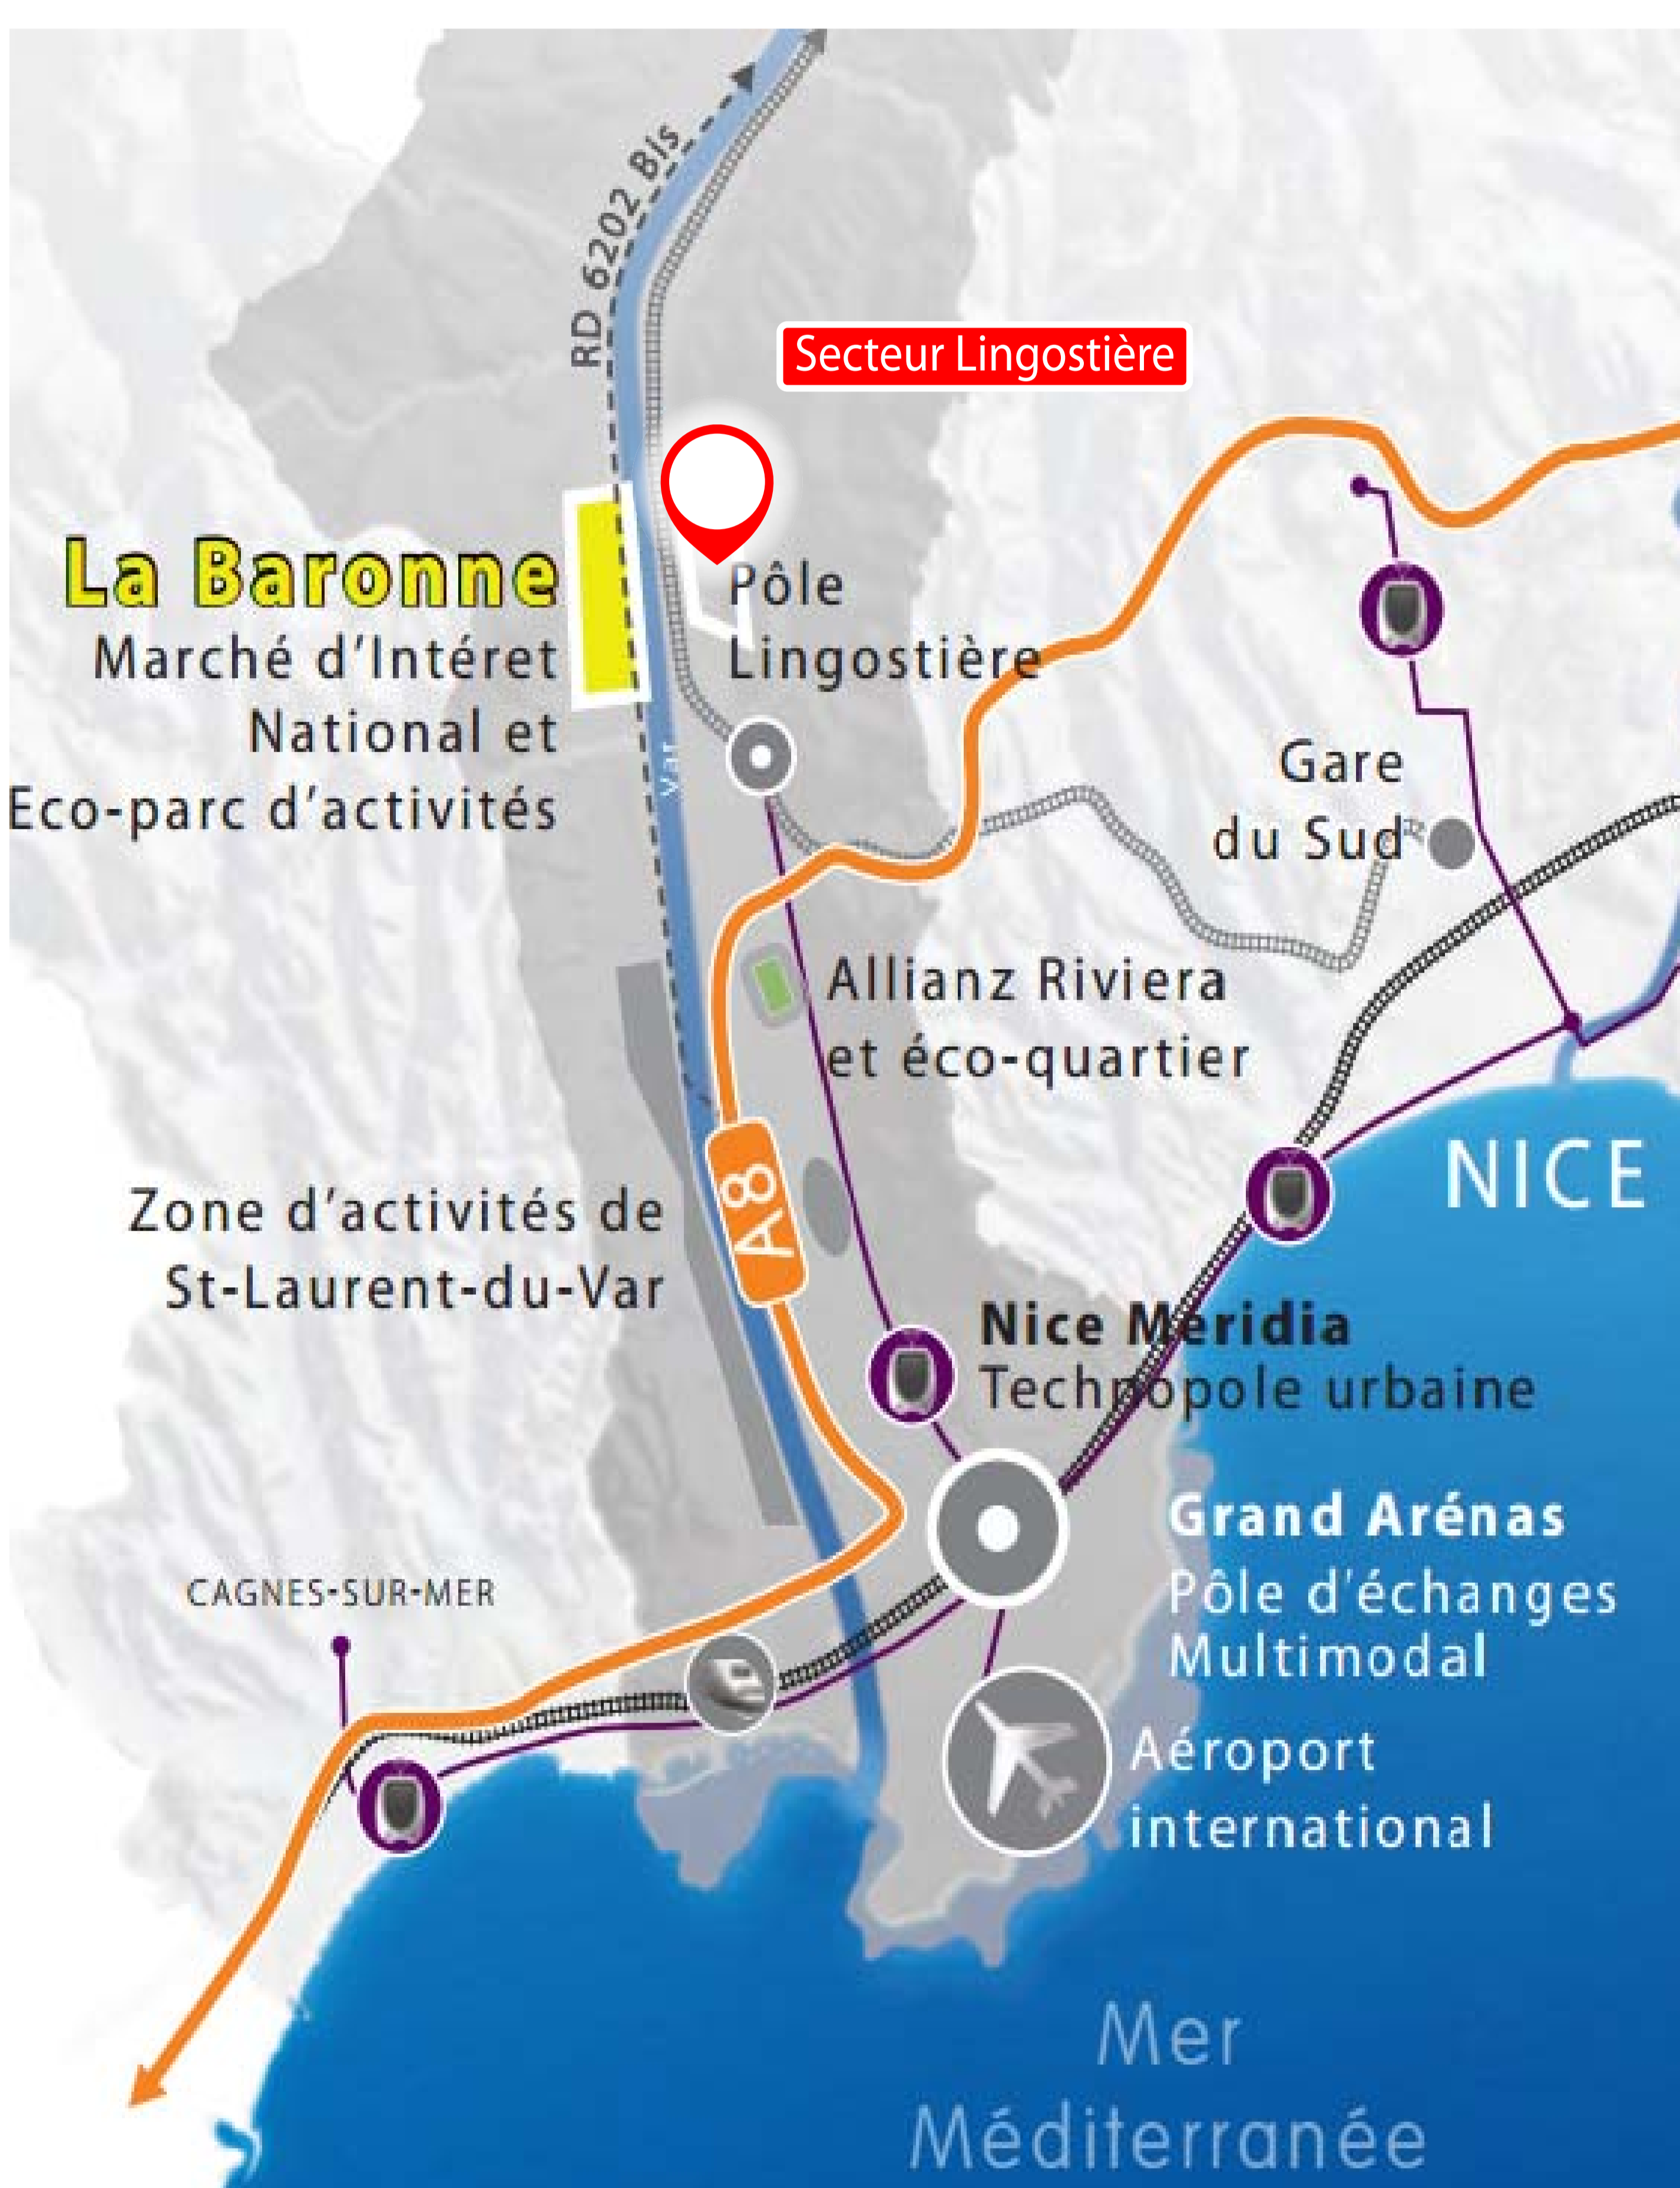 RD 6202 Bis
Secteur Lingostière
La Baronne
Marché d'Intéret
National et
Eco-parc d'activités
Pôle
Lingostière
Var
Gare
du Sud
Allianz Riviera
et éco-quartier
A8
NICE
Zone d'activités de
St-Laurent-du-Var
Nice Meridia
Technopole urbaine
Grand Arénas
Pôle d'échanges
Multimodal
CAGNES-SUR-MER
Aéroport
international
Mer
Méditerranée